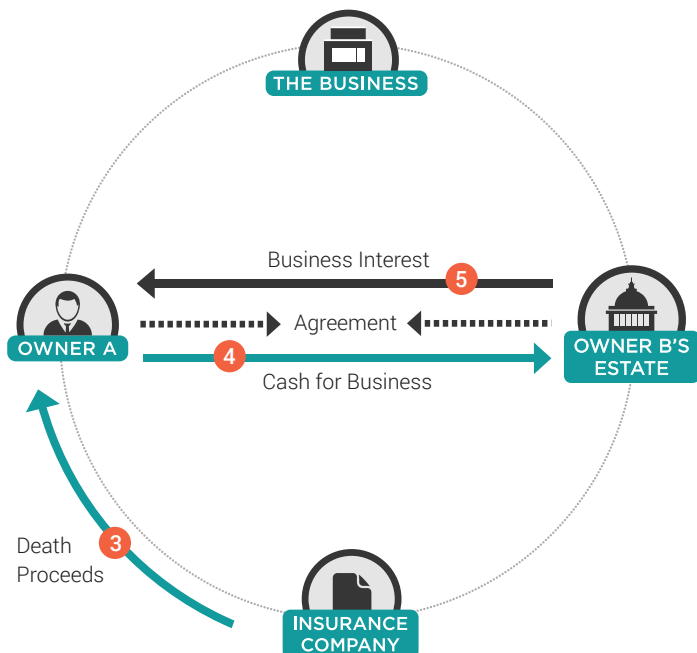 THE BUSINESS
Business Interest
5
Agreement
OWNER A
OWNER B'S
ESTATE
4
Cash for Business
3
Death
Proceeds
INSURANCE
COMPANY